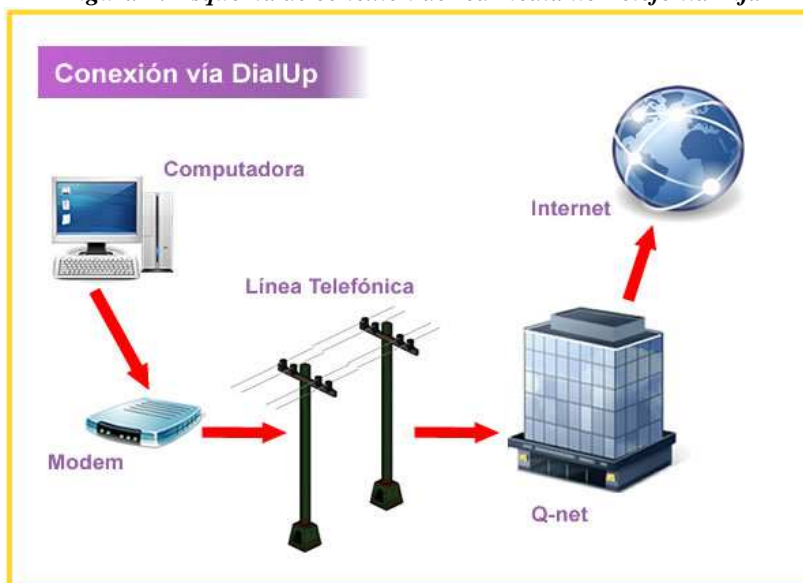 Conexión vía DialUp
Computadora
Internet
Línea Telefónica
Modem
Q-net